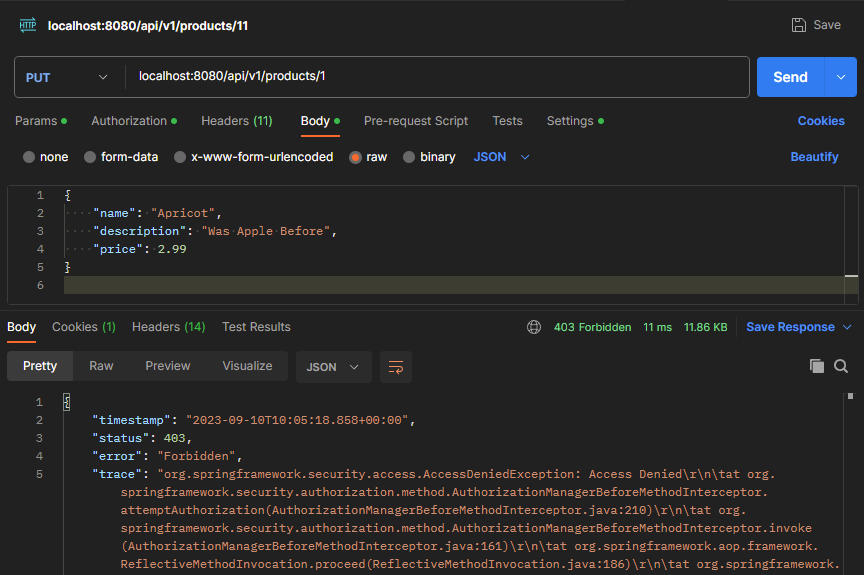 HTTP localhost:8080/api/v1/products/11 Save
PUT localhost:8080/api/v1/products/1 Send
Params Authorization Headers (11) Body Pre-request Script Tests Settings Cookies
none form-data x-www-form-urlencoded raw binary JSON Beautify
1 {
2 ····"name":·"Apricot",
3 ····"description":·"Was·Apple·Before",
4 ····"price":·2.99
5 }
6
Body Cookies (1) Headers (14) Test Results 403 Forbidden 11 ms 11.86 KB Save Response
Pretty Raw Preview Visualize JSON
1 {
2 "timestamp": "2023-09-10T10:05:18.858+00:00",
3 "status": 403,
4 "error": "Forbidden",
5 "trace": "org.springframework.security.access.AccessDeniedException: Access Denied\r\n\tat org.
springframework.security.authorization.method.AuthorizationManagerBeforeMethodInterceptor.
attemptAuthorization(AuthorizationManagerBeforeMethodInterceptor.java:210)\r\n\tat org.
springframework.security.authorization.method.AuthorizationManagerBeforeMethodInterceptor.invoke
(AuthorizationManagerBeforeMethodInterceptor.java:161)\r\n\tat org.springframework.aop.framework.
ReflectiveMethodInvocation.proceed(ReflectiveMethodInvocation.java:186)\r\n\tat org.springframework.